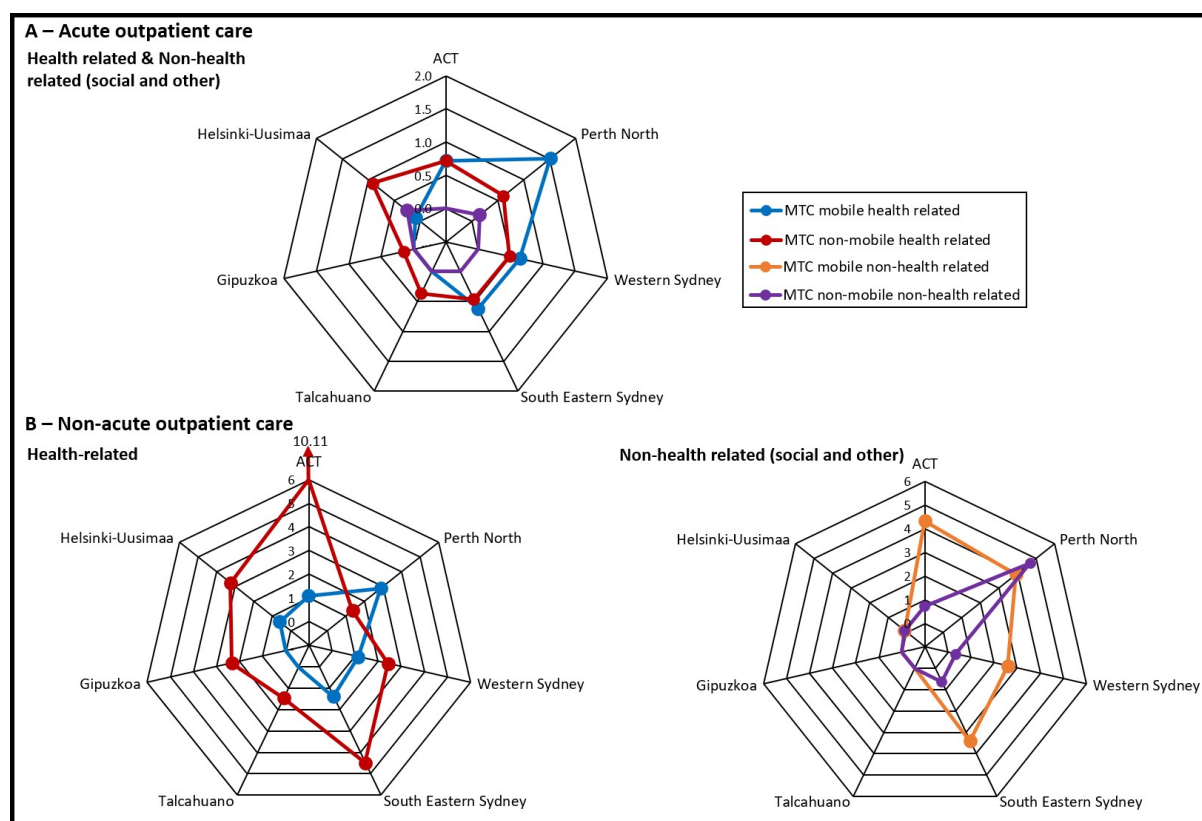 A – Acute outpatient care
Health related & Non-health
related (social and other)
ACT
2.0
1.5
1.0
0.5
0.0
Helsinki-Uusimaa
Perth North
Gipuzkoa
Western Sydney
Talcahuano
South Eastern Sydney
MTC mobile health related
MTC non-mobile health related
MTC mobile non-health related
MTC non-mobile non-health related
B – Non-acute outpatient care
Health-related
10.11
ACT
6
5
4
3
2
1
0
Helsinki-Uusimaa
Perth North
Gipuzkoa
Western Sydney
Talcahuano
South Eastern Sydney
Non-health related (social and other)
ACT
6
5
4
3
2
1
0
Helsinki-Uusimaa
Perth North
Gipuzkoa
Western Sydney
Talcahuano
South Eastern Sydney